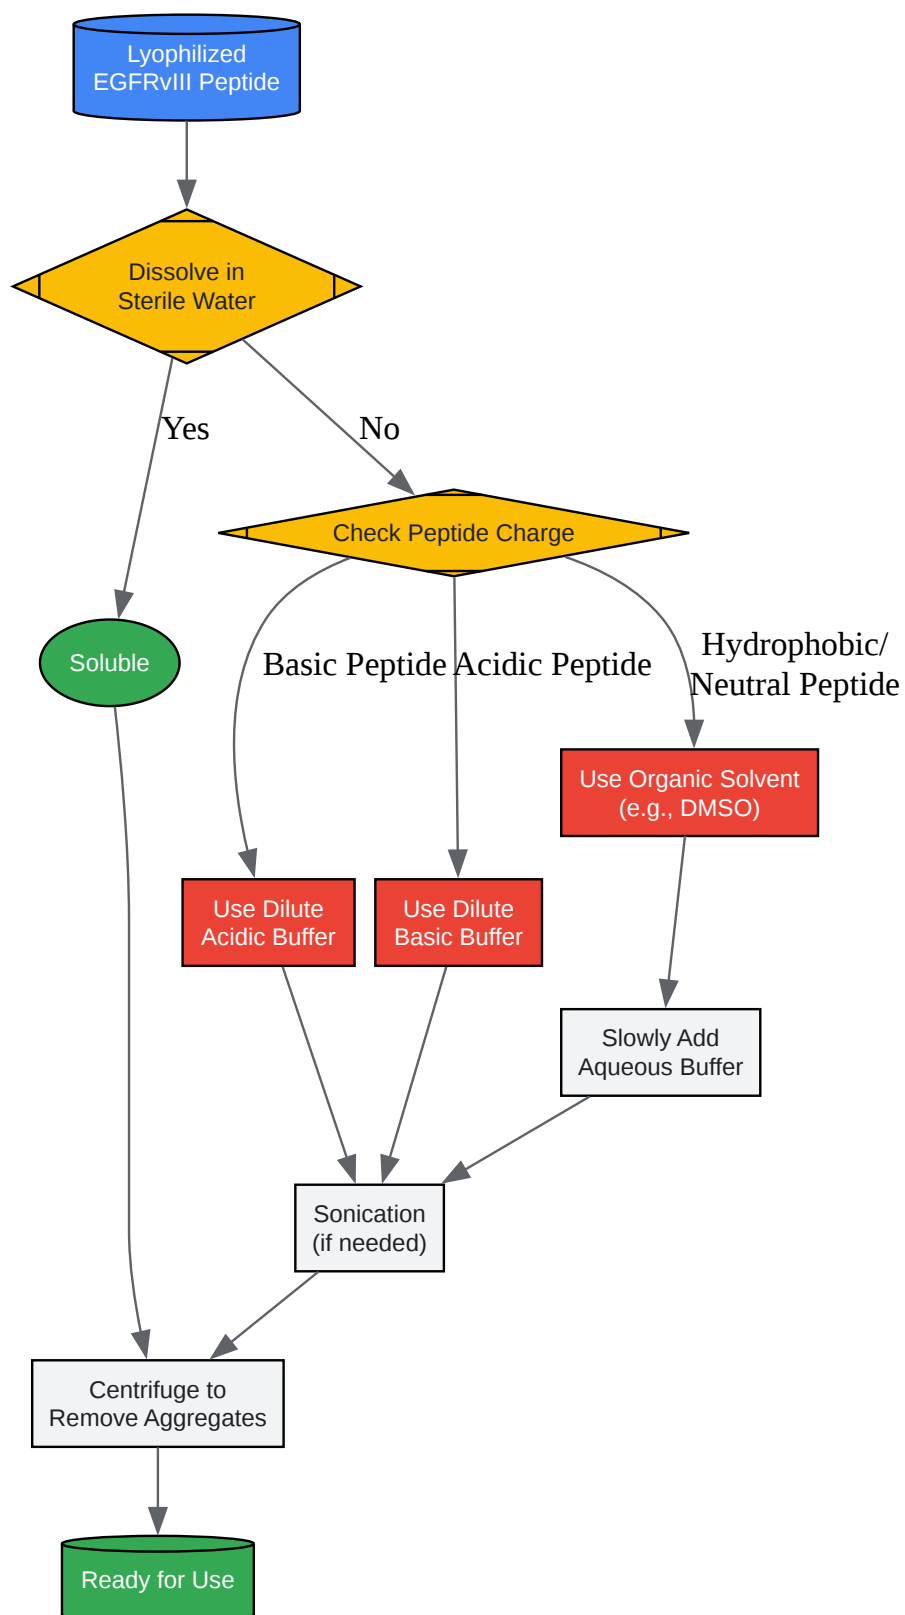 Lyophilized
EGFRvIII Peptide
Dissolve in
Sterile Water
Yes
No
Check Peptide Charge
Soluble
Basic Peptide
Acidic Peptide
Hydrophobic/
Neutral Peptide
Use Organic Solvent
(e.g., DMSO)
Use Dilute
Acidic Buffer
Use Dilute
Basic Buffer
Slowly Add
Aqueous Buffer
Sonication
(if needed)
Centrifuge to
Remove Aggregates
Ready for Use